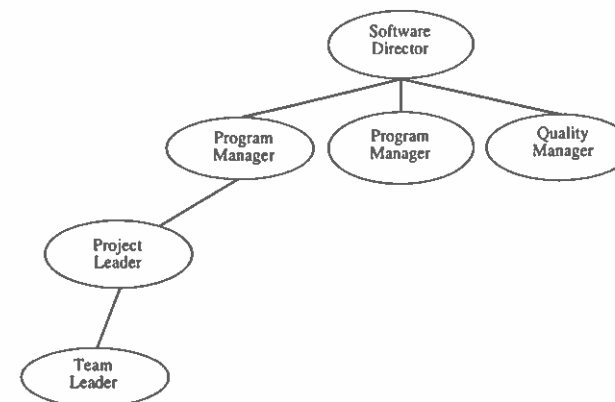 Software
Director
Program
Manager
Program
Manager
Quality
Manager
Project
Leader
Team
Leader